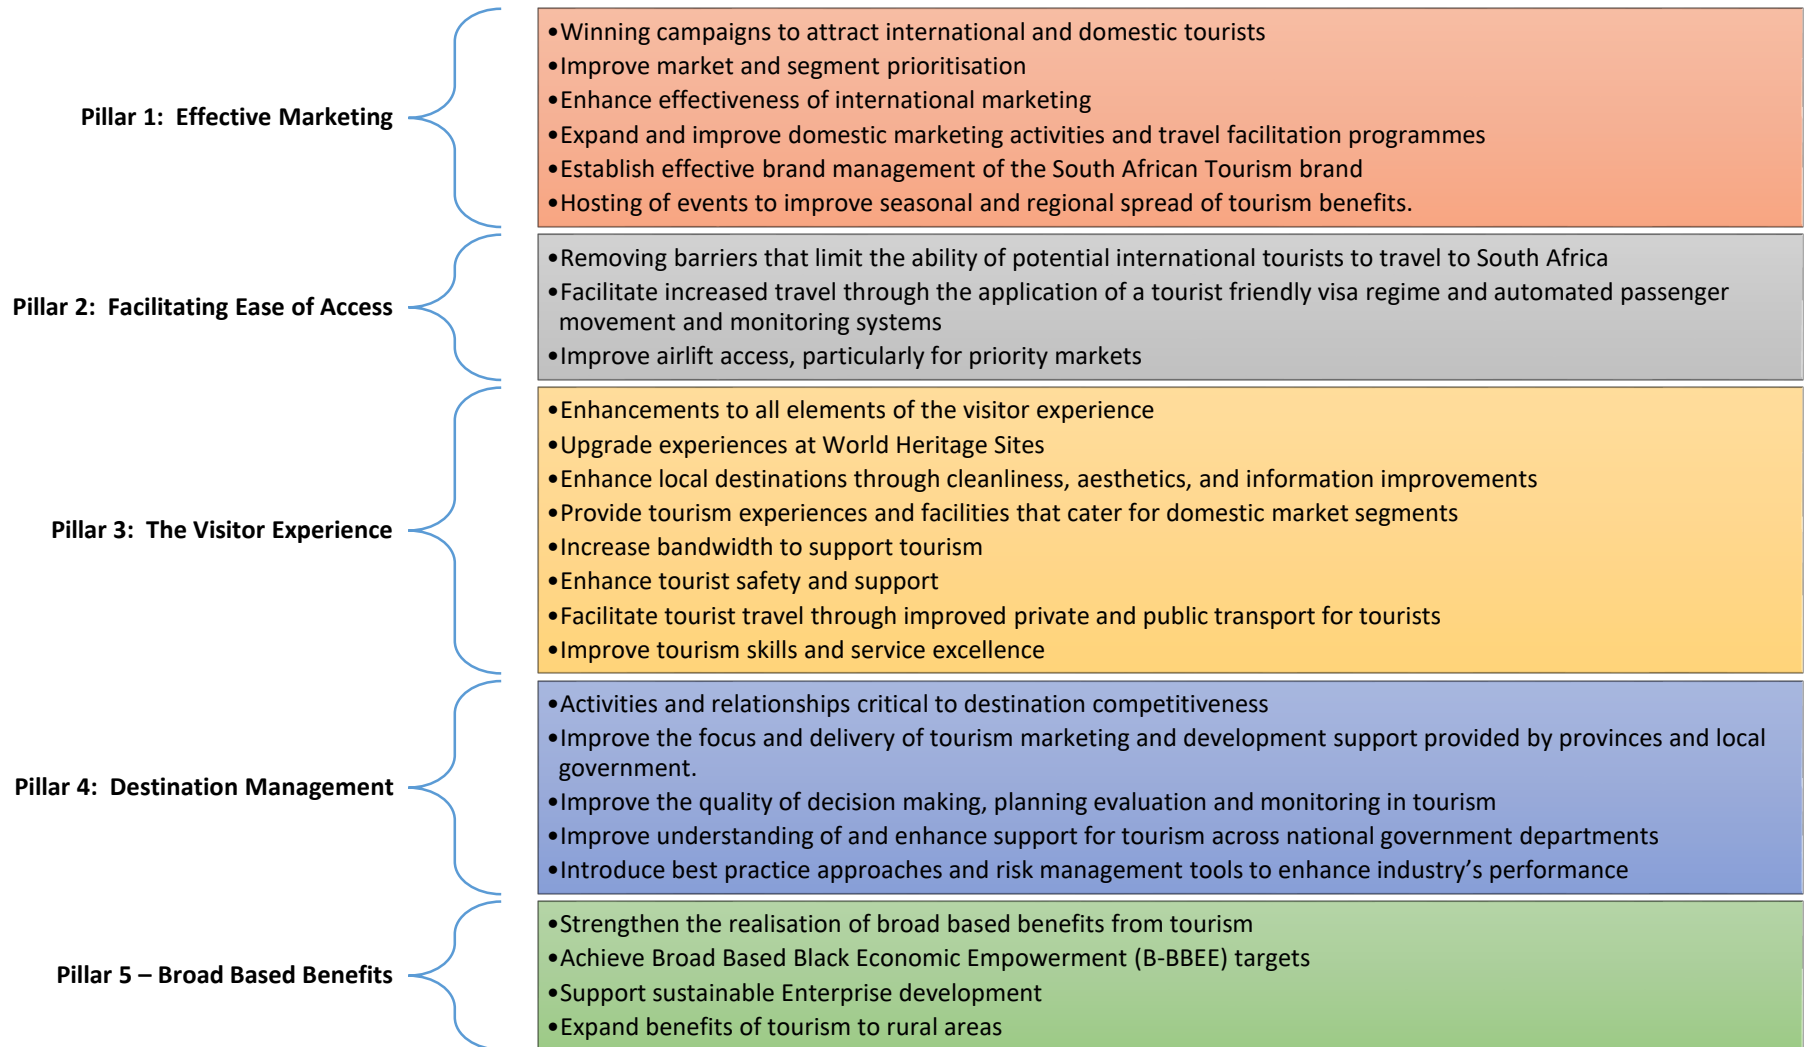 Pillar 1:  Effective Marketing
•Winning campaigns to attract international and domestic tourists
•Improve market and segment prioritisation
•Enhance effectiveness of international marketing
•Expand and improve domestic marketing activities and travel facilitation programmes
•Establish effective brand management of the South African Tourism brand
•Hosting of events to improve seasonal and regional spread of tourism benefits.
Pillar 2:  Facilitating Ease of Access
•Removing barriers that limit the ability of potential international tourists to travel to South Africa
•Facilitate increased travel through the application of a tourist friendly visa regime and automated passenger
movement and monitoring systems
•Improve airlift access, particularly for priority markets
Pillar 3:  The Visitor Experience
•Enhancements to all elements of the visitor experience
•Upgrade experiences at World Heritage Sites
•Enhance local destinations through cleanliness, aesthetics, and information improvements
•Provide tourism experiences and facilities that cater for domestic market segments
•Increase bandwidth to support tourism
•Enhance tourist safety and support
•Facilitate tourist travel through improved private and public transport for tourists
•Improve tourism skills and service excellence
Pillar 4:  Destination Management
•Activities and relationships critical to destination competitiveness
•Improve the focus and delivery of tourism marketing and development support provided by provinces and local
government.
•Improve the quality of decision making, planning evaluation and monitoring in tourism
•Improve understanding of and enhance support for tourism across national government departments
•Introduce best practice approaches and risk management tools to enhance industry’s performance
Pillar 5 – Broad Based Benefits
•Strengthen the realisation of broad based benefits from tourism
•Achieve Broad Based Black Economic Empowerment (B-BBEE) targets
•Support sustainable Enterprise development
•Expand benefits of tourism to rural areas